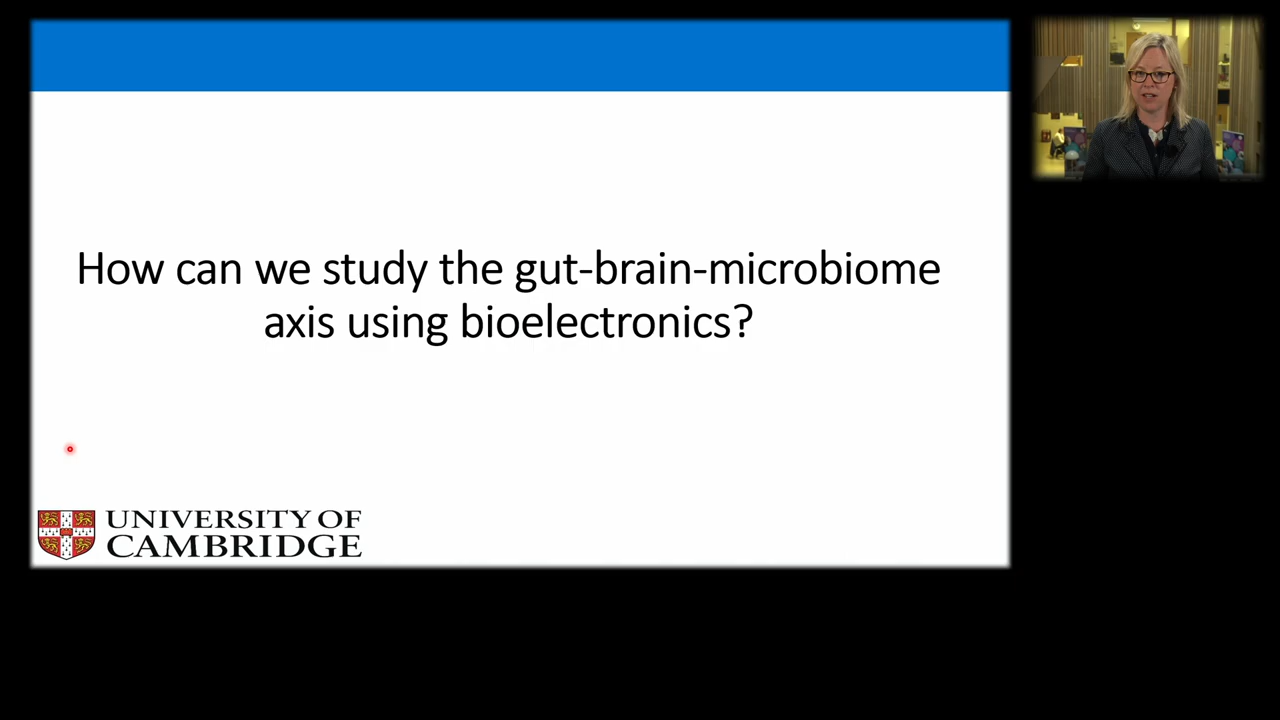 How can we study the gut-brain-microbiome
axis using bioelectronics?
UNIVERSITY OF
CAMBRIDGE